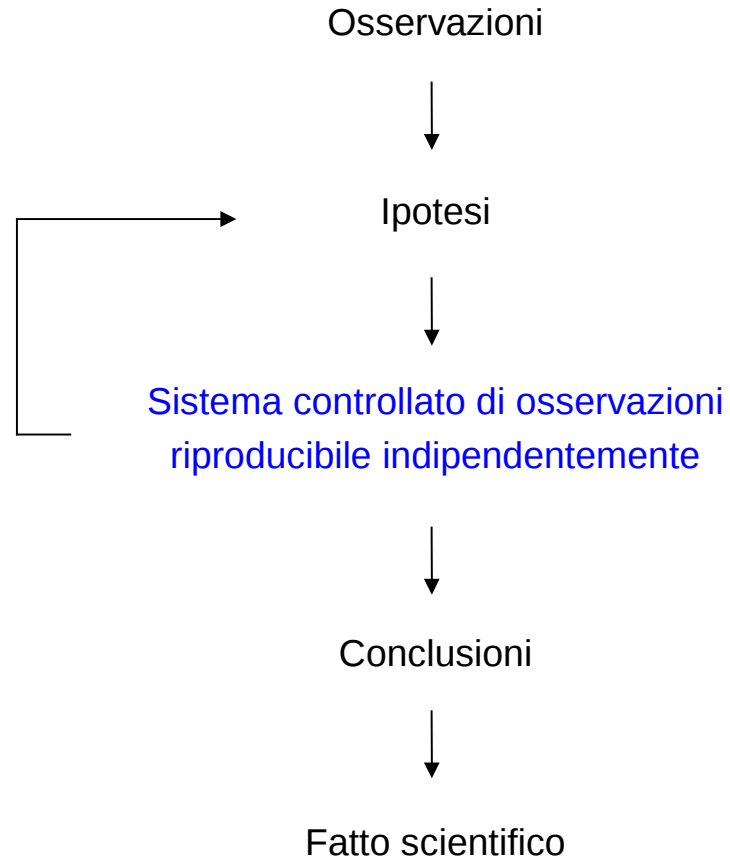 Osservazioni
Ipotesi
Sistema controllato di osservazioni
riproducibile indipendentemente
Conclusioni
Fatto scientifico